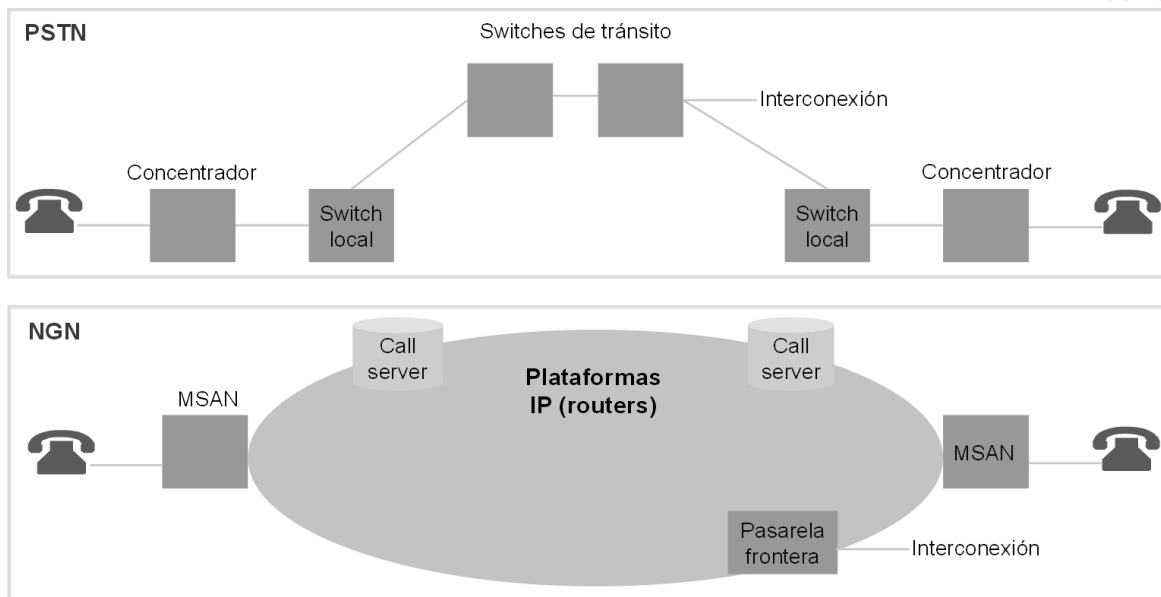 PSTN
Switches de tránsito
Interconexión
Concentrador
Concentrador
Switch
local
Switch
local
NGN
Call
server
Call
server
Plataformas
IP (routers)
MSAN
MSAN
Pasarela
frontera
Interconexión